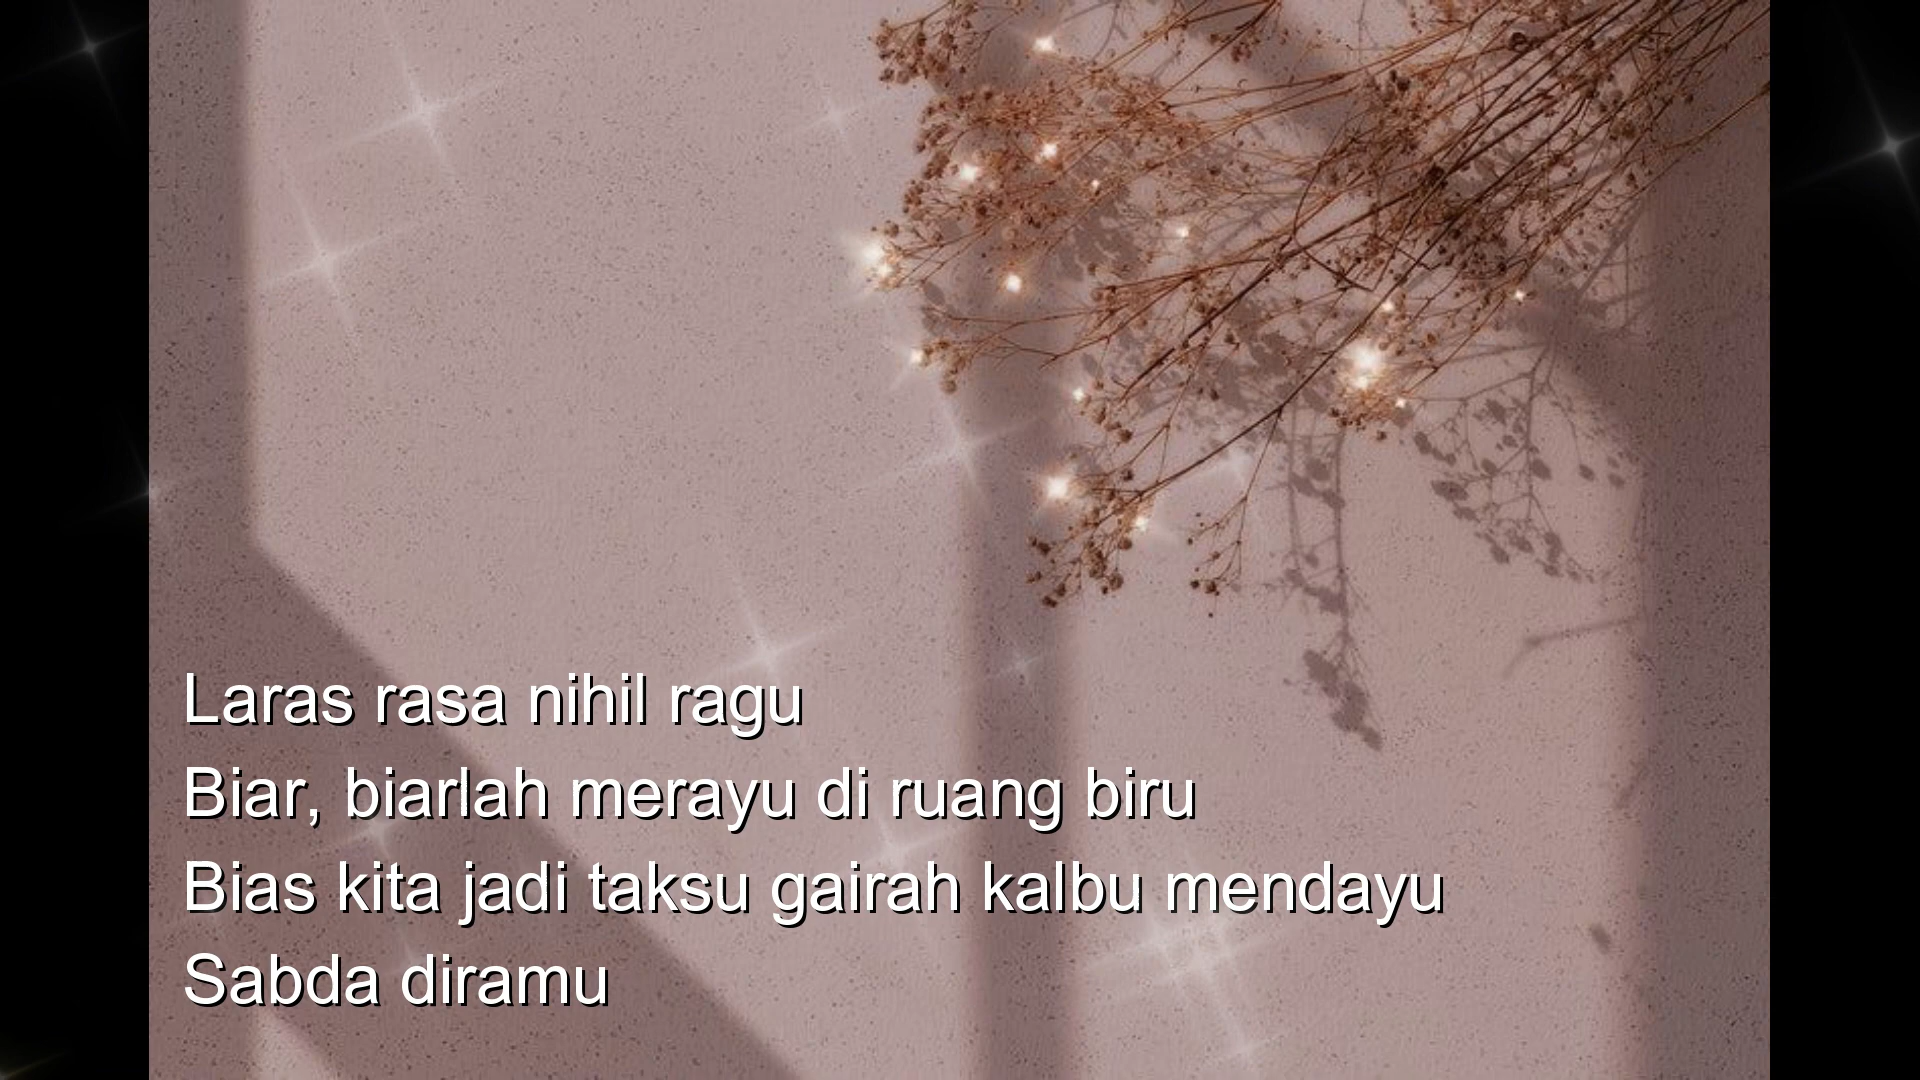 Laras rasa nihil ragu
Biar, biarlah merayu di ruang biru
Bias kita jadi taksu gairah kalbu mendayu
Sabda diramu